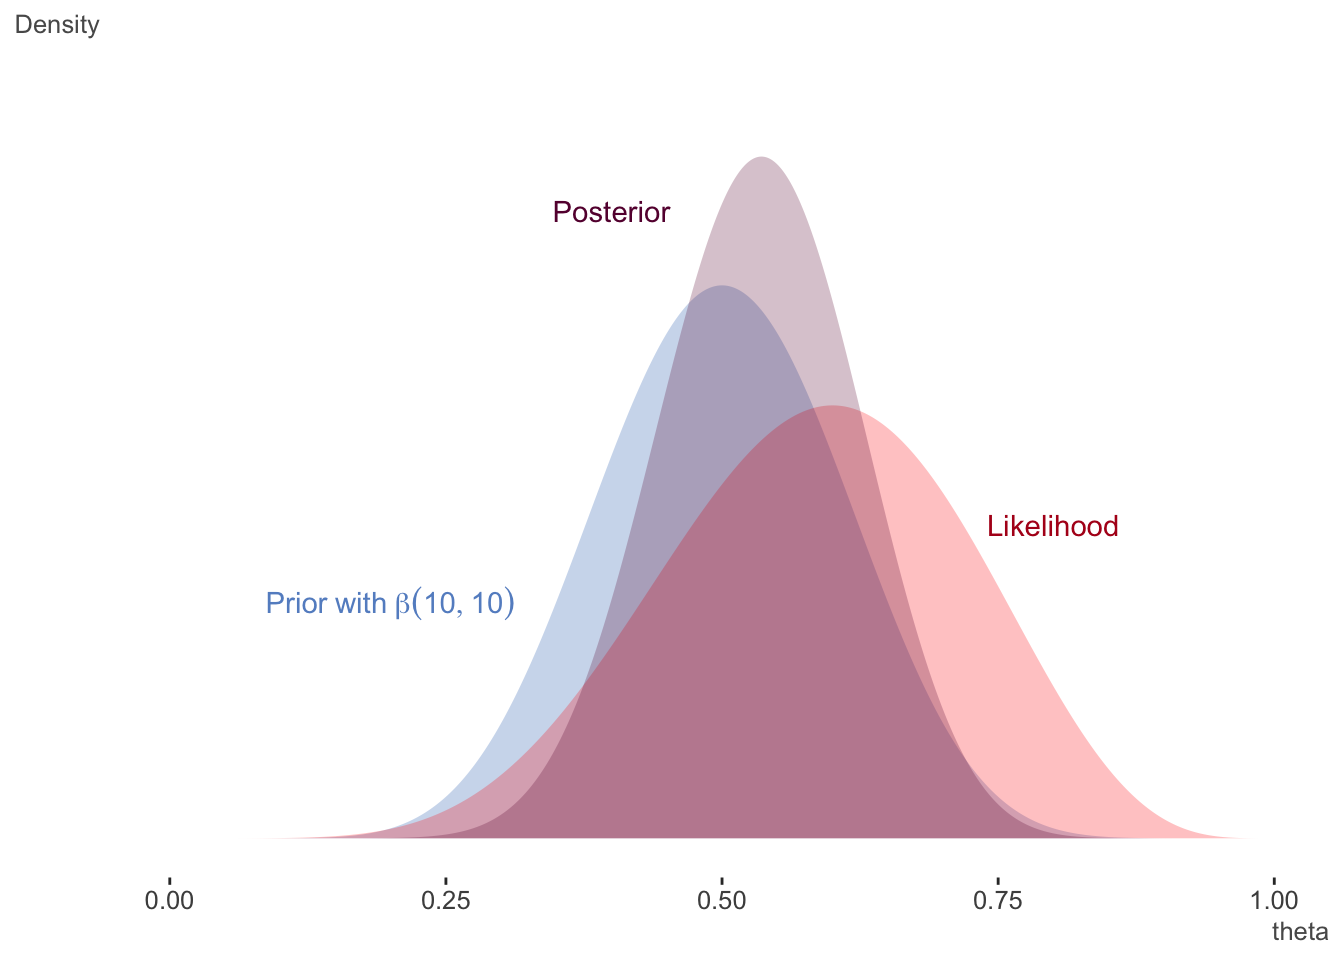 Density
Posterior
Likelihood
Prior with β(10, 10)
0.00 0.25 0.50 0.75 1.00
theta